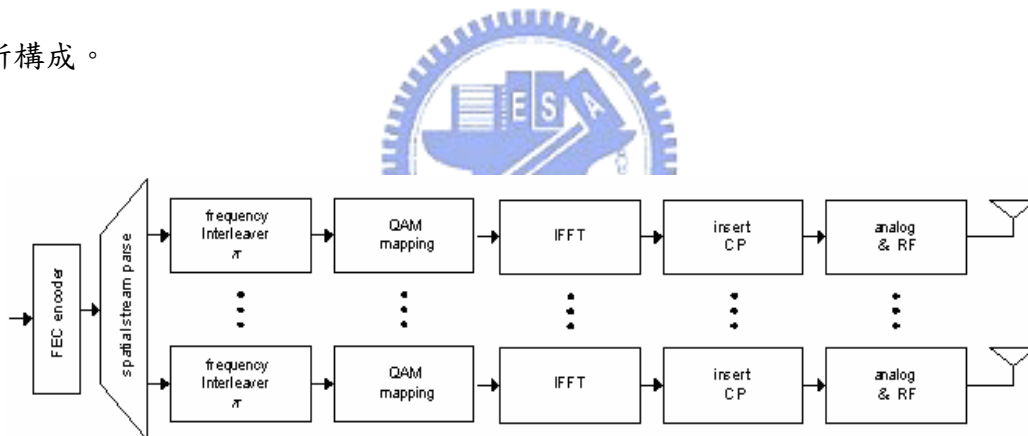 所構成。
E S A
FEC encoder
spatial stream parse
frequency
Interleaver
π
QAM
mapping
IFFT
insert
CP
analog
& RF
frequency
Interleaver
π
QAM
mapping
IFFT
insert
CP
analog
& RF